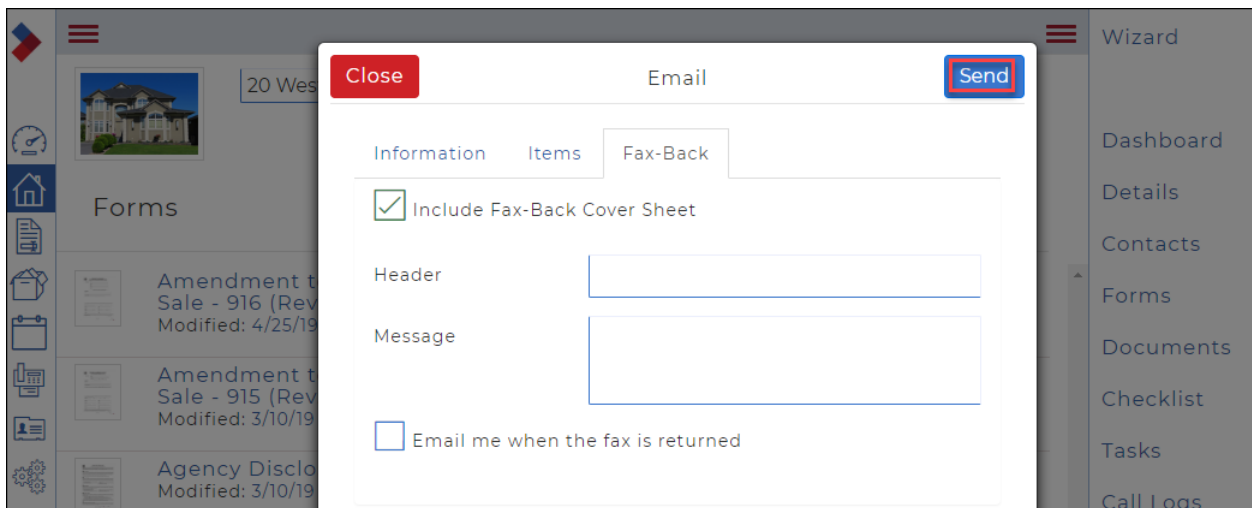 Wizard
Close
Email
Send
20 Wes
Information
Items
Fax-Back
Dashboard
Include Fax-Back Cover Sheet
Details
Forms
Contacts
Header
Amendment t
Sale - 916 (Rev
Modified: 4/25/19
Forms
Message
Documents
Amendment t
Sale - 915 (Rev
Modified: 3/10/19
Checklist
Email me when the fax is returned
Tasks
Agency Disclo
Modified: 3/10/19
Call Logs